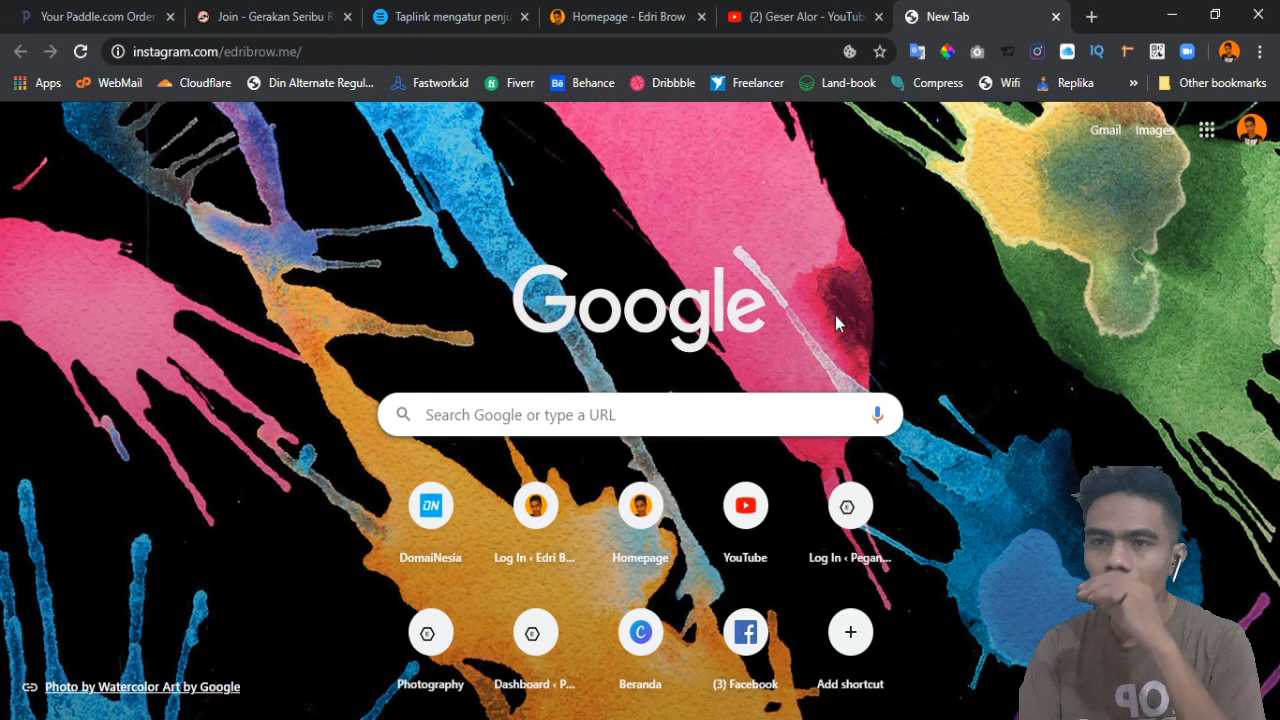 Your Paddle.com Order
Join - Gerakan Seribu R
Taplink mengatur penju
Homepage - Edri Brow
(2) Geser Alor - YouTube
New Tab
instagram.com/edribrow.me/
IQ
Apps
WebMail
Cloudflare
Din Alternate Regul...
Fastwork.id
Fiverr
Behance
Dribbble
Freelancer
Land-book
Compress
Wifi
Replika
»
Other bookmarks
Gmail
Images
Google
Search Google or type a URL
DN
DomaiNesia
Log In ‹ Edri B...
Homepage
YouTube
Log In ‹ Pegan...
Photography
Dashboard ‹ P...
Beranda
(3) Facebook
Add shortcut
Photo by Watercolor Art by Google